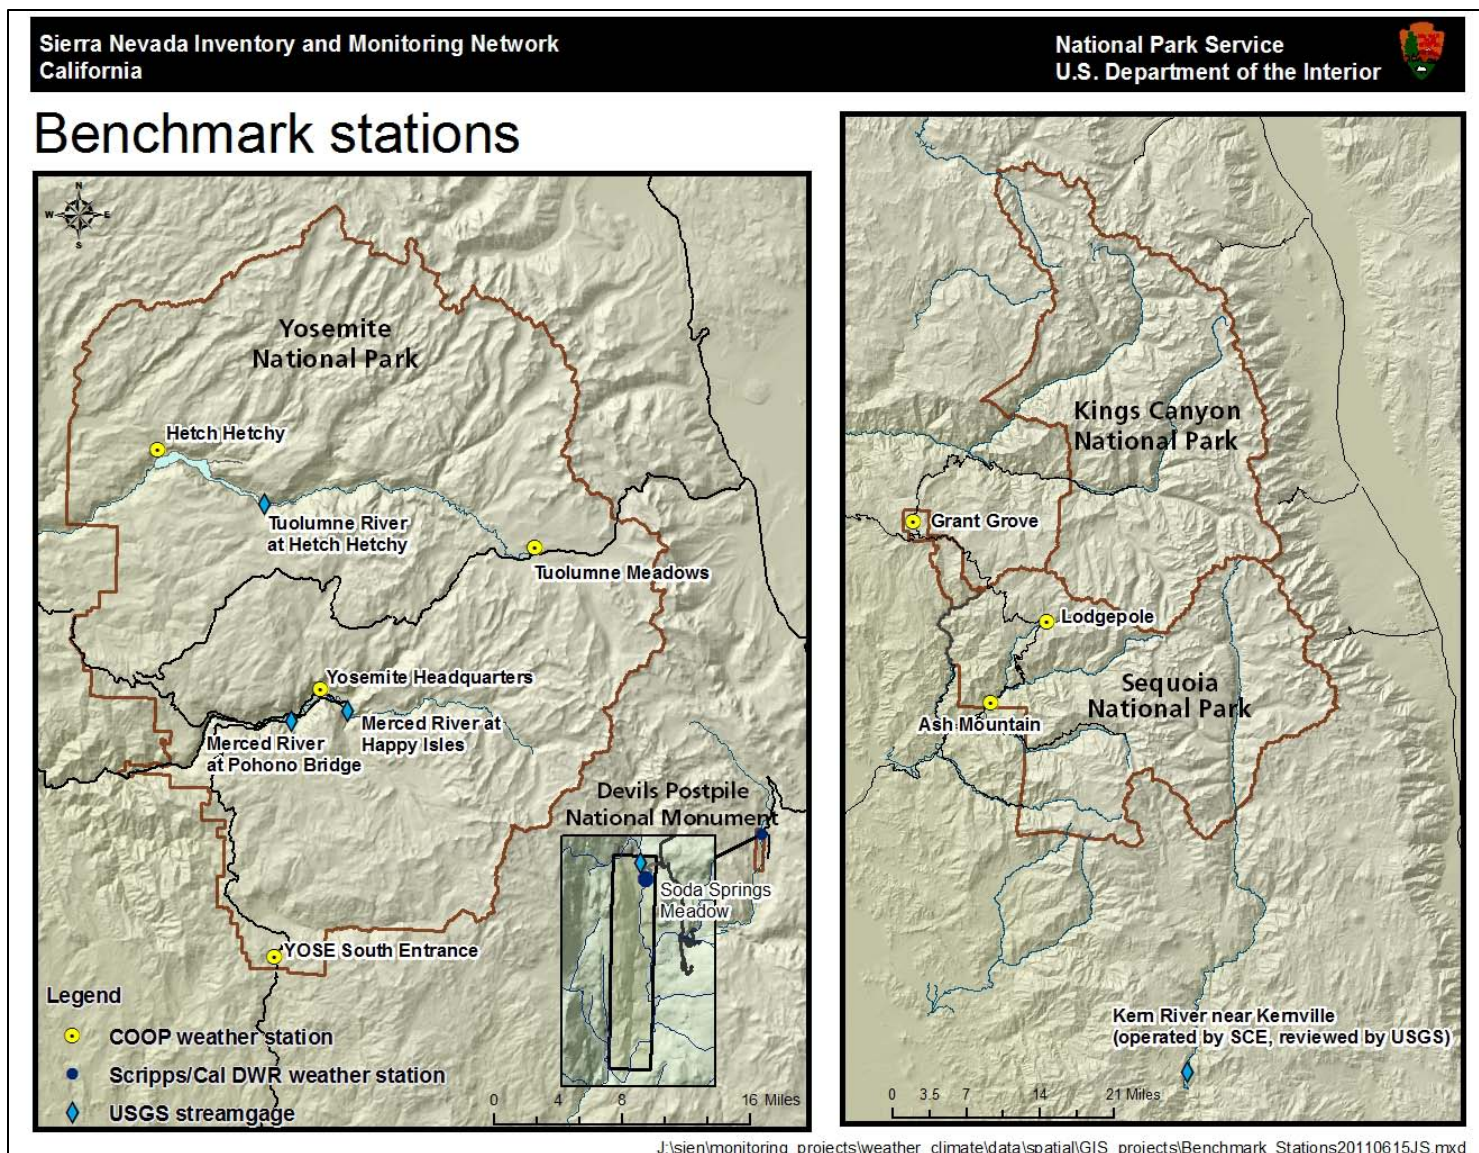 Sierra Nevada Inventory and Monitoring Network
California
National Park Service
U.S. Department of the Interior
Benchmark stations
N
W
E
S
Yosemite
National Park
Hetch Hetchy
Tuolumne River
at Hetch Hetchy
Tuolumne Meadows
Yosemite Headquarters
Merced River at
Happy Isles
Merced River
at Pohono Bridge
Devils Postpile
National Monument
Soda Springs
Meadow
YOSE South Entrance
Legend
COOP weather station
Scripps/Cal DWR weather station
USGS streamgage
0 4 8 16 Miles
Kings Canyon
National Park
Grant Grove
Lodgepole
Sequoia
National Park
Ash Mountain
Kern River near Kernville
(operated by SCE, reviewed by USGS)
0 3.5 7 14 21 Miles
J:\sien\monitoring_projects\weather_climate\data\spatial\GIS_projects\Benchmark_Stations20110615JS.mxd